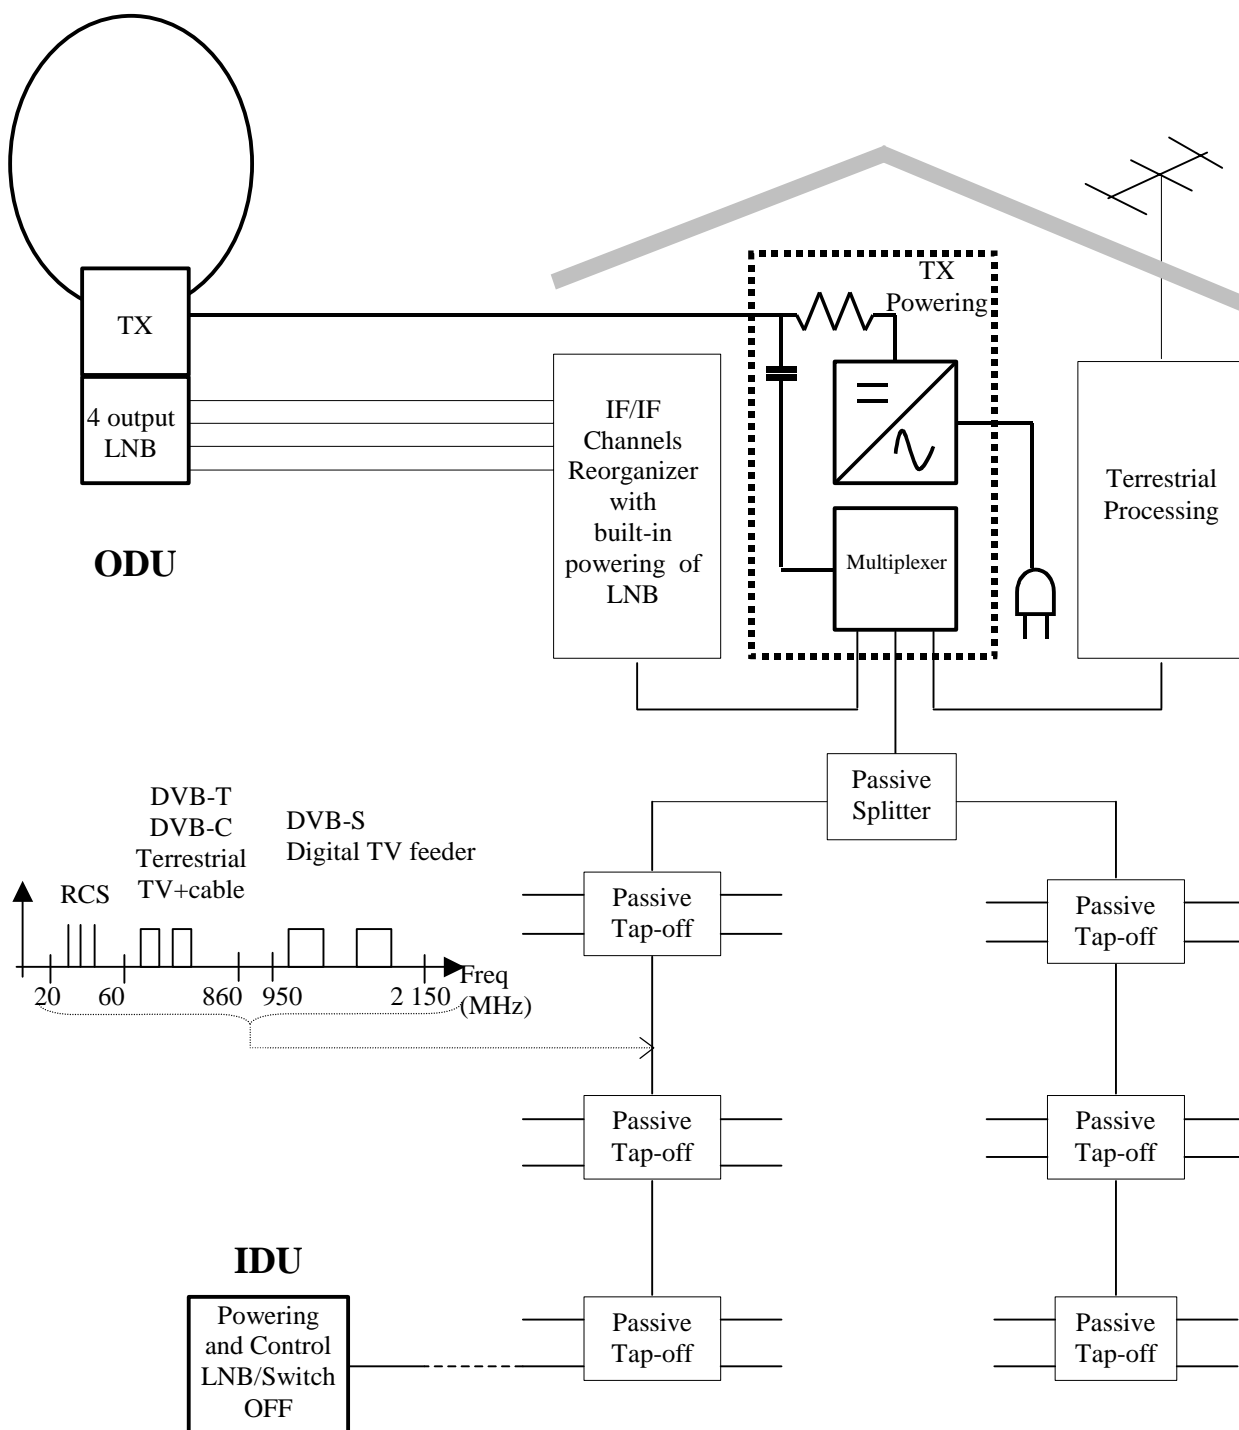 TX
Powering
TX
4 output
LNB
IF/IF
Channels
Reorganizer
with
built-in
powering of
LNB
Terrestrial
Processing
Multiplexer
ODU
Passive
Splitter
DVB-T
DVB-C
Terrestrial
TV+cable
DVB-S
Digital TV feeder
RCS
20 60 860 950 2 150
Freq
(MHz)
Passive
Tap-off
Passive
Tap-off
Passive
Tap-off
Passive
Tap-off
IDU
Powering
and Control
LNB/Switch
OFF
Passive
Tap-off
Passive
Tap-off